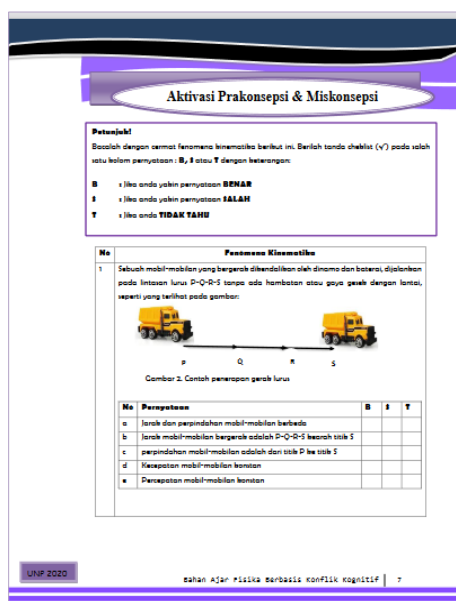 Aktivasi Prakonsepsi & Miskonsepsi
Petunjuk!
Bacalah dengan cermat fenomena kinematika berikut ini. Berilah tanda cheklist (√) pada salah
satu kolom pernyataan : B, S atau T dengan keterangan:
B : Jika anda yakin pernyataan BENAR
S : Jika anda yakin pernyataan SALAH
T : Jika anda TIDAK TAHU
No Fenomena Kinematika
1 Sebuah mobil-mobilan yang bergerak dikendalikan oleh dinamo dan baterai, dijalankan
pada lintasan lurus P-Q-R-S tanpa ada hambatan atau gaya gesek dengan lantai,
seperti yang terlihat pada gambar:
P Q R S
Gambar 2. Contoh penerapan gerak lurus
No Pernyataan B S T
a Jarak dan perpindahan mobil-mobilan berbeda
b Jarak mobil-mobilan bergerak adalah P-Q-R-S kearah titik S
c perpindahan mobil-mobilan adalah dari titik P ke titik S
d Kecepatan mobil-mobilan konstan
e Percepatan mobil-mobilan konstan
UNP 2020
Bahan Ajar Fisika Berbasis Konflik Kognitif | 7